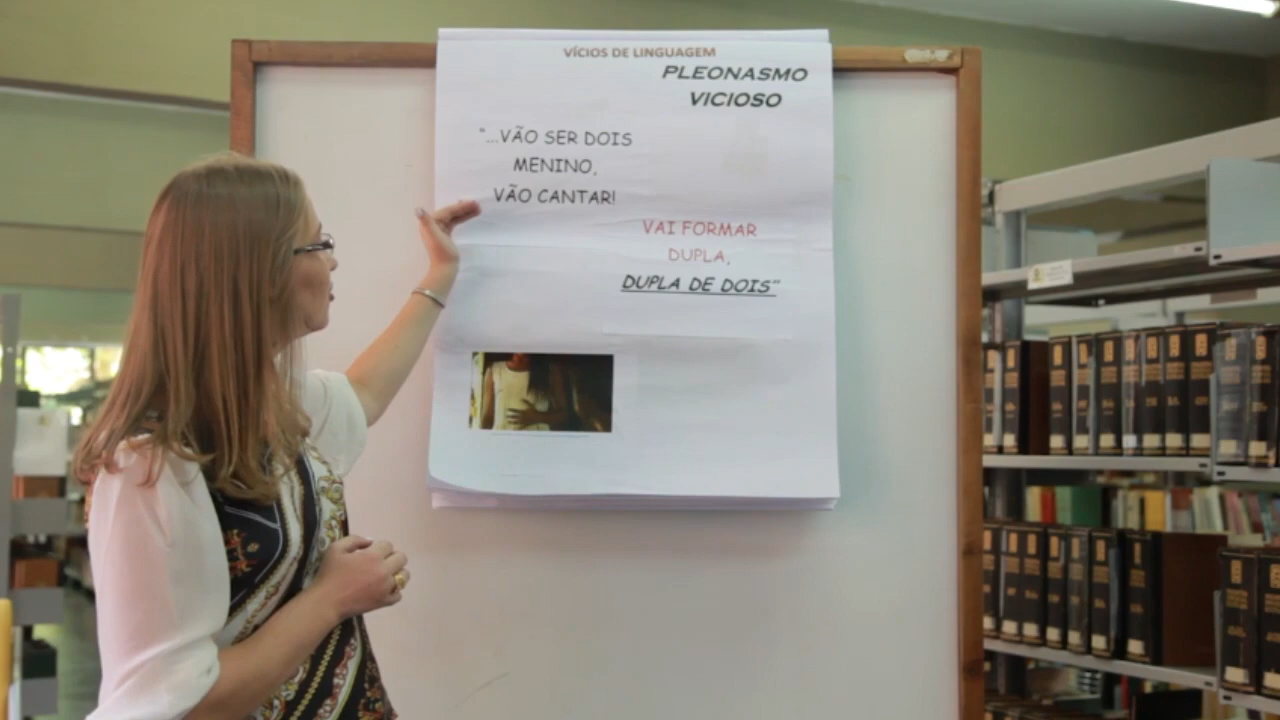 VÍCIOS DE LINGUAGEM
PLEONASMO
VICIOSO
"...VÃO SER DOIS
MENINO,
VÃO CANTAR!
VAI FORMAR
DUPLA,
DUPLA DE DOIS"